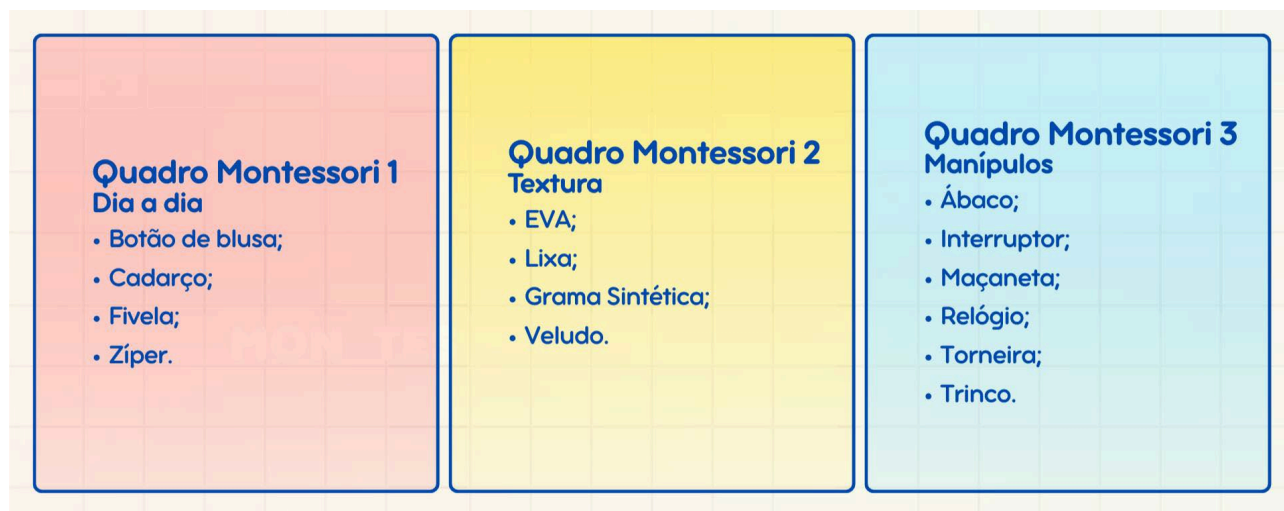 Quadro Montessori 1
Dia a dia
• Botão de blusa;
• Cadarço;
• Fivela;
• Zíper.
Quadro Montessori 2
Textura
• EVA;
• Lixa;
• Grama Sintética;
• Veludo.
Quadro Montessori 3
Manípulos
• Ábaco;
• Interruptor;
• Maçaneta;
• Relógio;
• Torneira;
• Trinco.